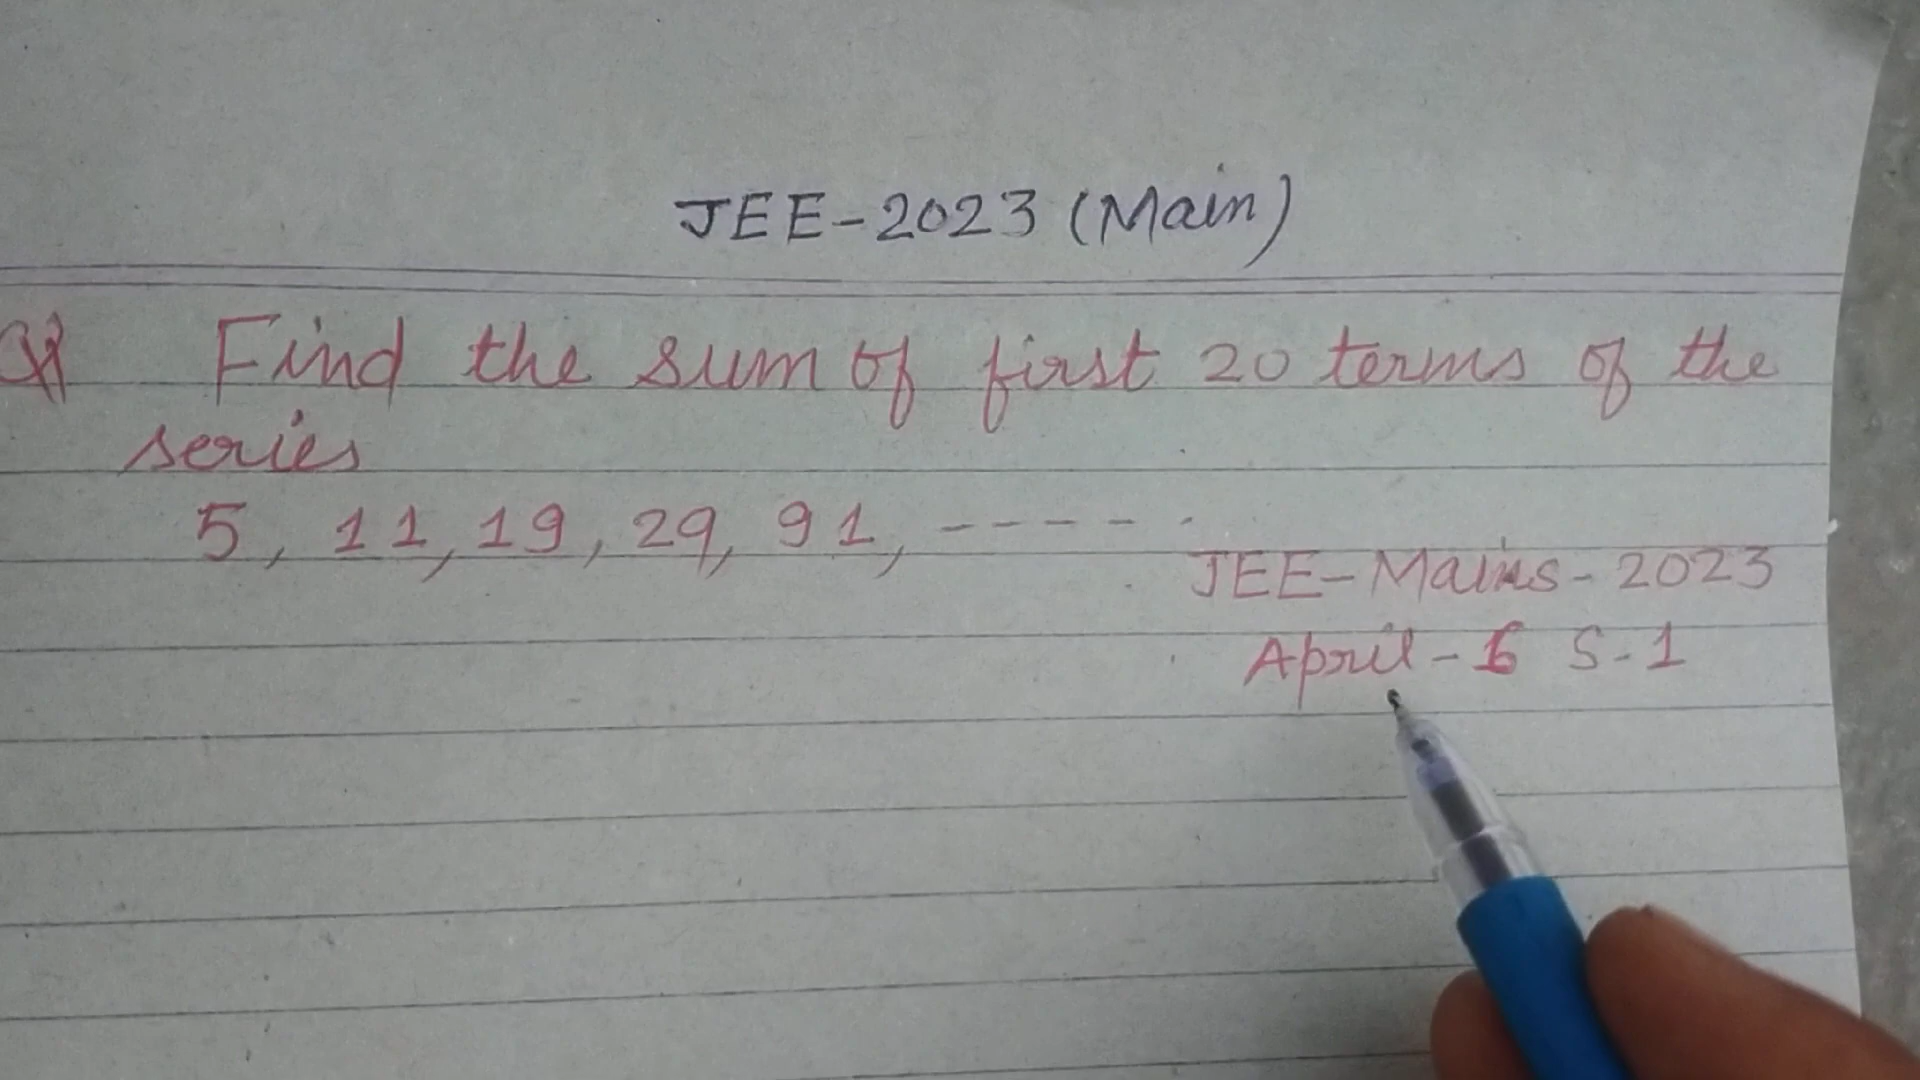 JEE-2023 (Main)
Q1 Find the sum of first 20 terms of the
series
5, 11, 19, 29, 91, -----
JEE-Mains-2023
April-6 S-1